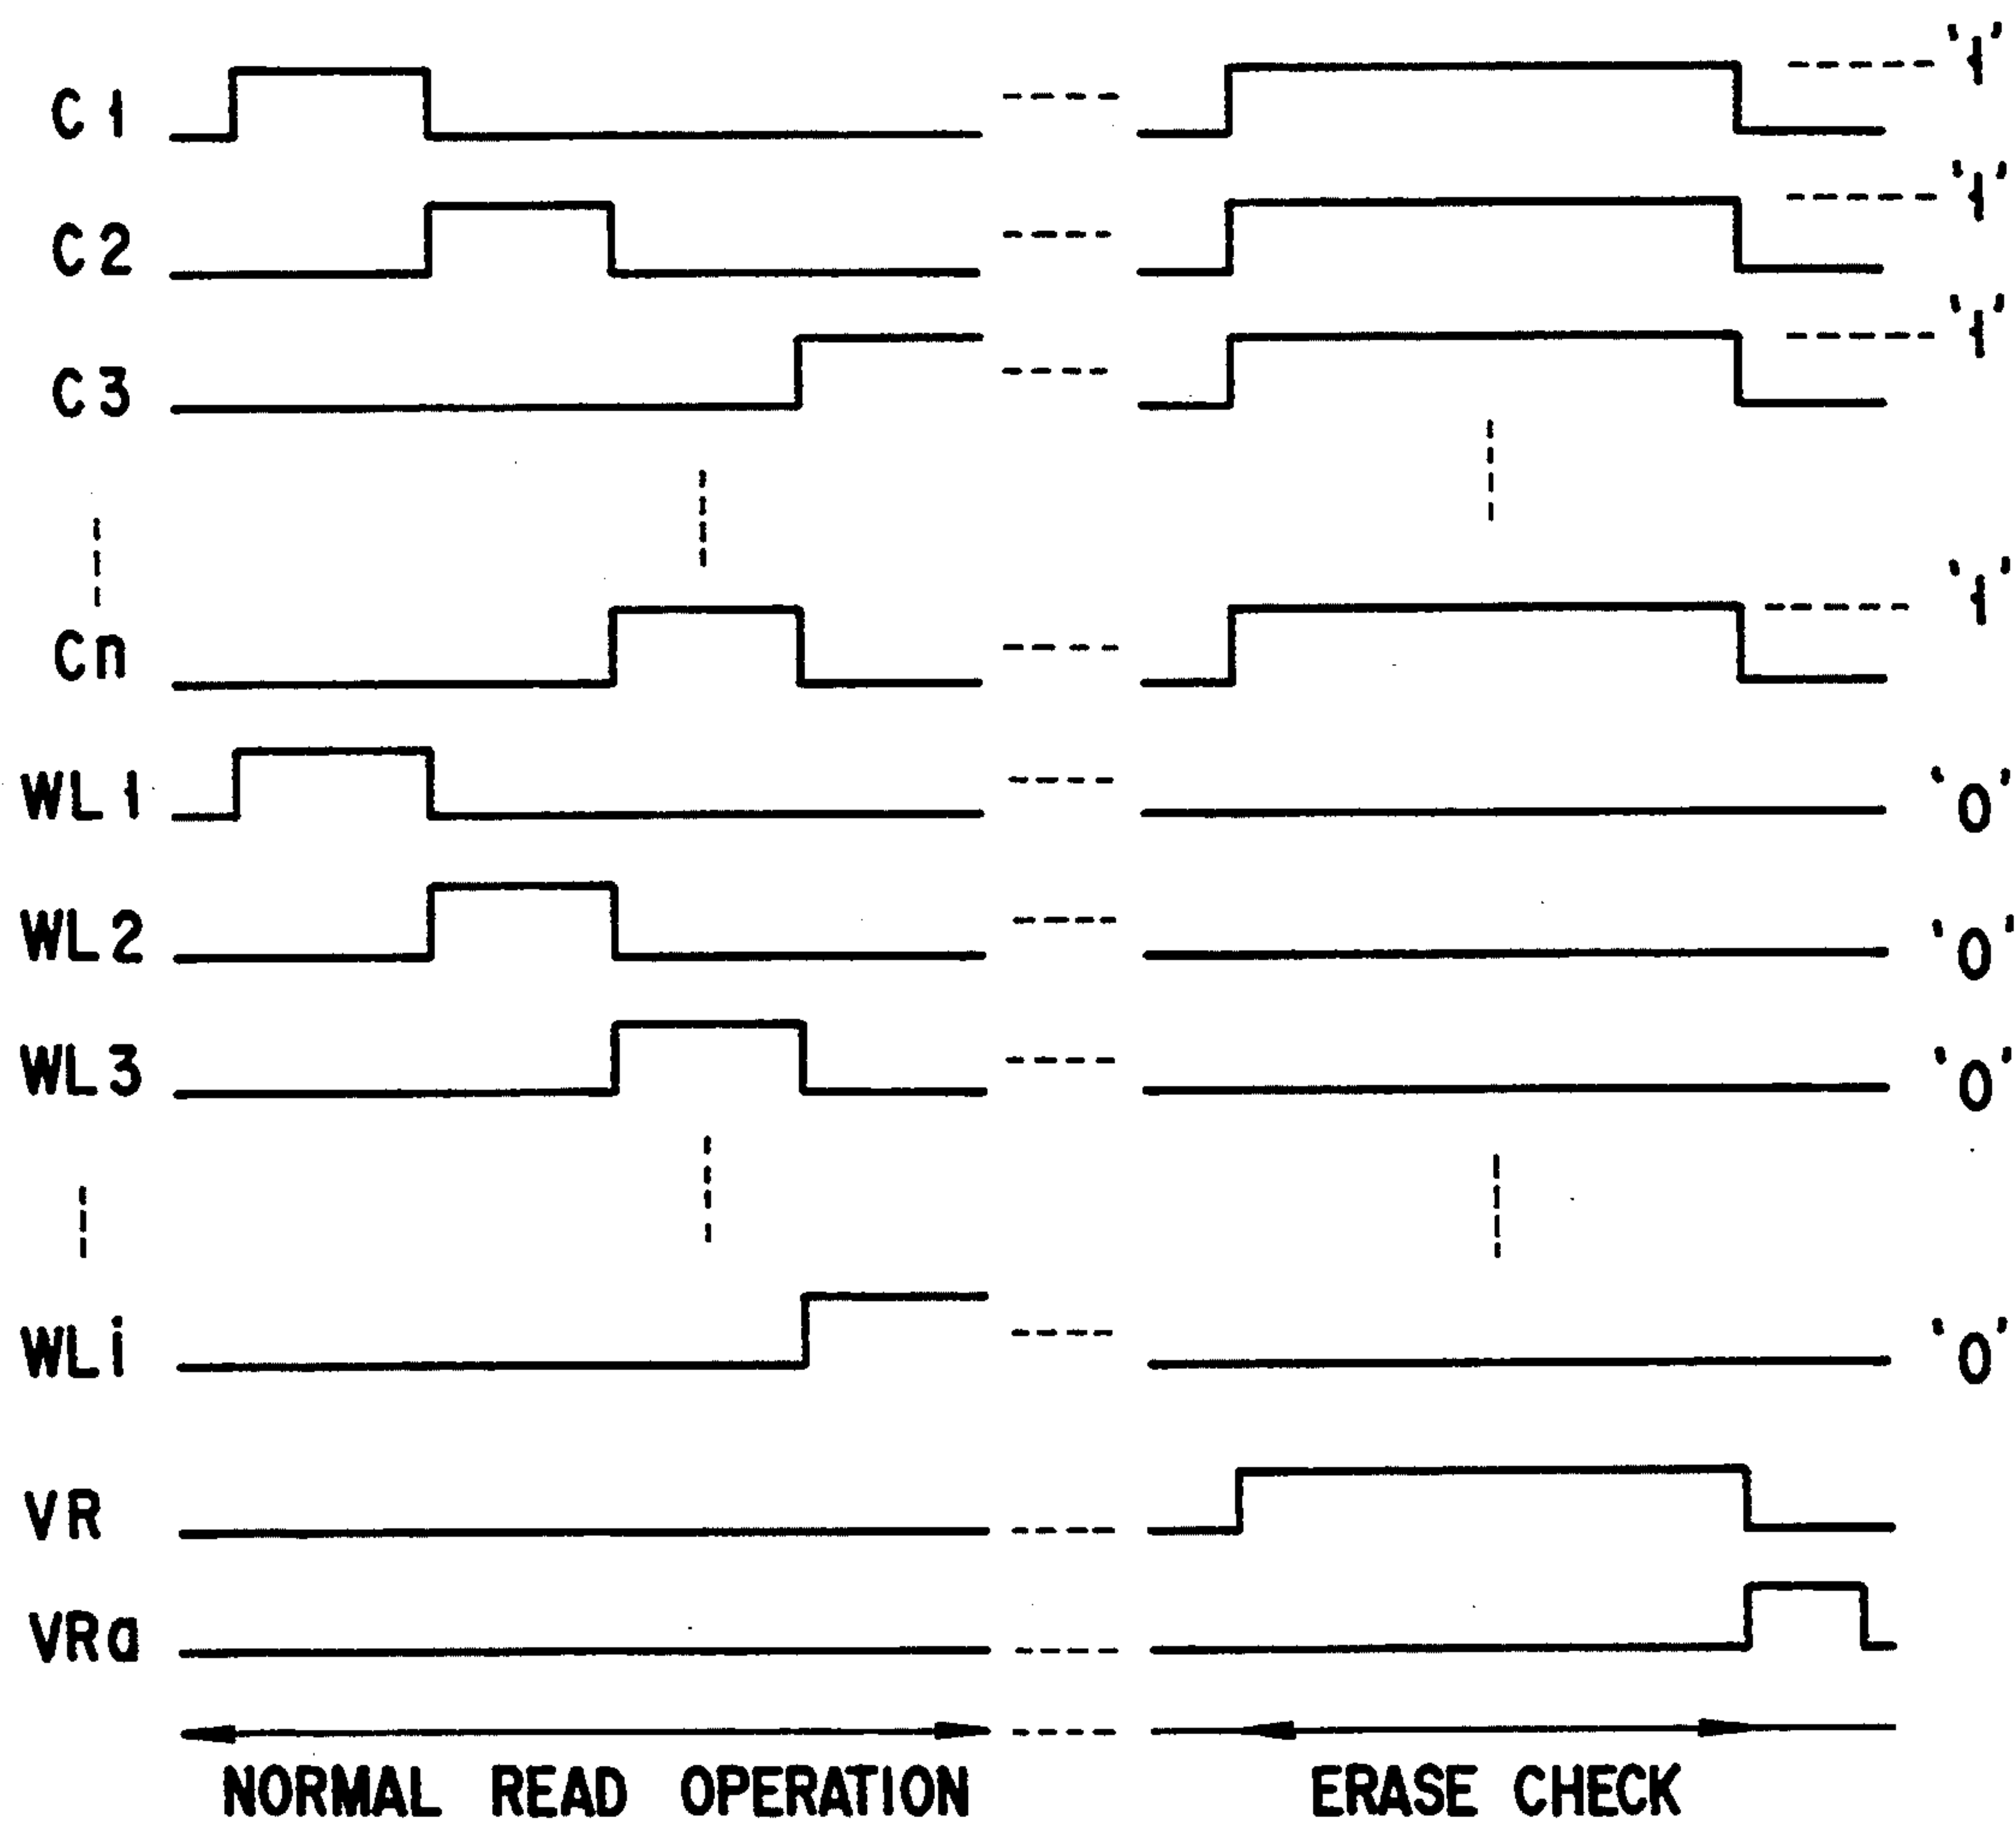 C1 '1'
C2 '1'
C3 '1'
Cn '1'
WL1 '0'
WL2 '0'
WL3 '0'
WLi '0'
VR
VRa
NORMAL READ OPERATION ERASE CHECK